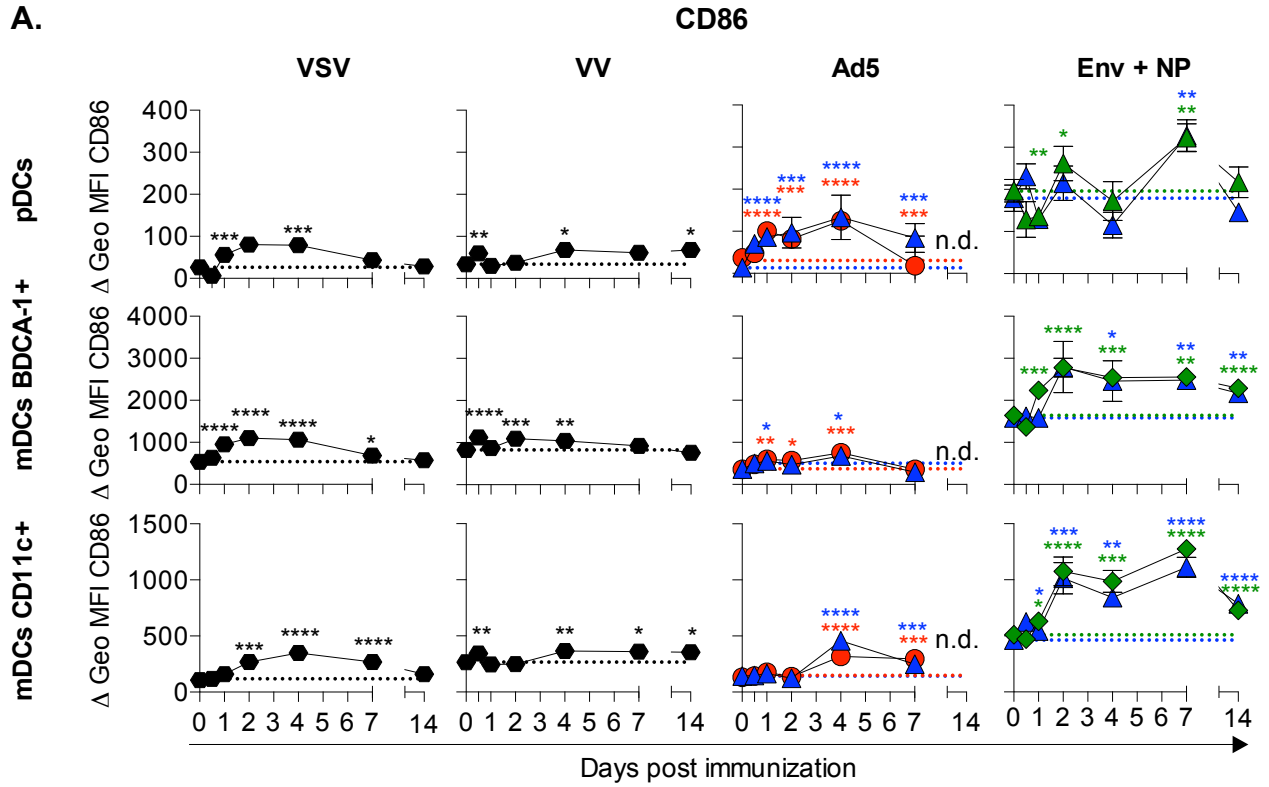 A.
CD86
VSV VV Ad5 Env + NP
pDCs
Δ Geo MFI CD86
400
300
200
100
0
*** ***
** * *
**** *** **** ***
**** *** **** ***
n.d.
** * **
**
mDCs BDCA-1+
Δ Geo MFI CD86
4000
3000
2000
1000
0
**** **** **** *
**** *** **
* *
** * ***
n.d.
**** * ** **
*** *** ** ****
mDCs CD11c+
Δ Geo MFI CD86
1500
1000
500
0
*** **** ****
** ** * *
**** ***
**** ***
n.d.
* *** ** **** ****
* **** *** **** ****
0 1 2 3 4 5 6 7 14
0 1 2 3 4 5 6 7 14
0 1 2 3 4 5 6 7 14
0 1 2 3 4 5 6 7 14
Days post immunization